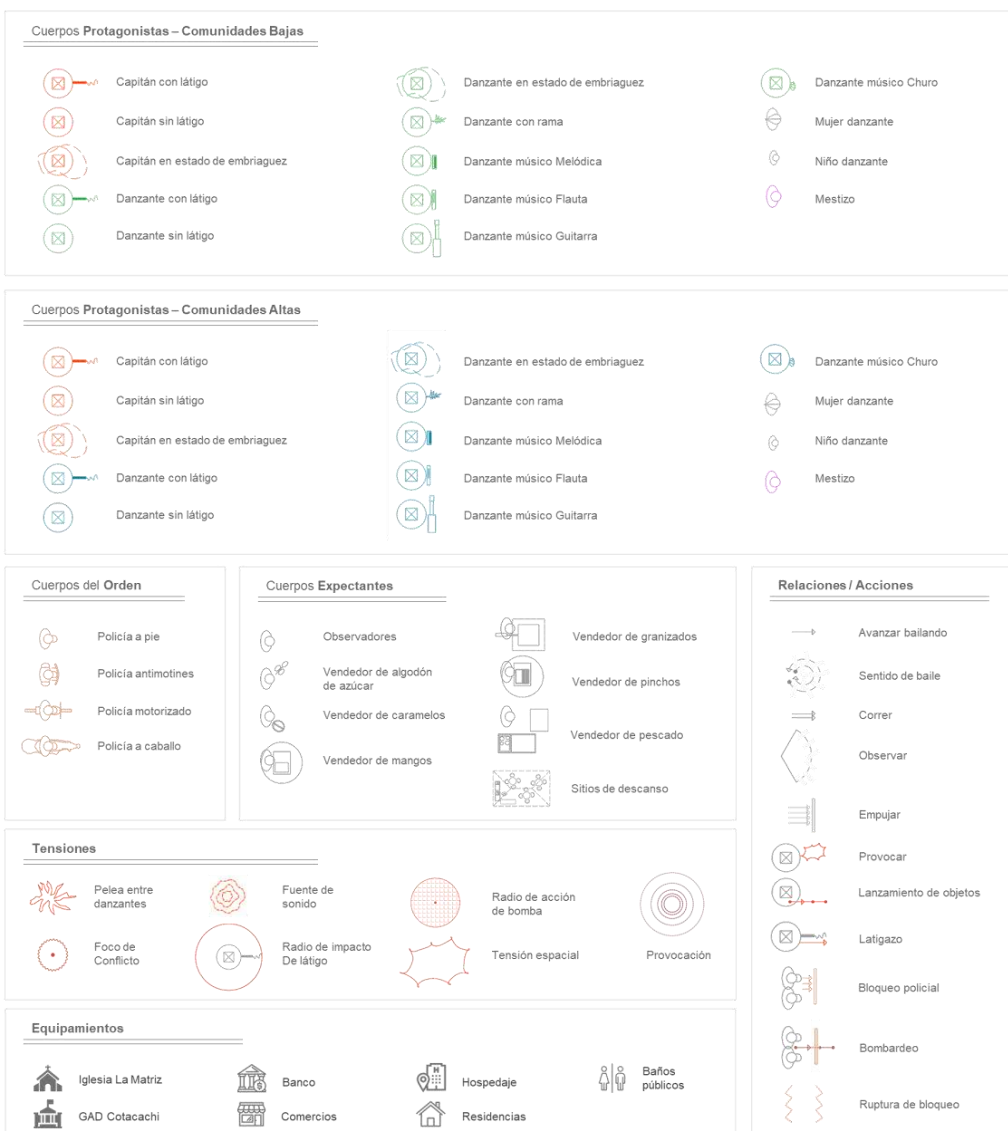 Cuerpos Protagonistas – Comunidades Bajas
Capitán con látigo
Capitán sin látigo
Capitán en estado de embriaguez
Danzante con látigo
Danzante sin látigo
Danzante en estado de embriaguez
Danzante con rama
Danzante músico Melódica
Danzante músico Flauta
Danzante músico Guitarra
Danzante músico Churo
Mujer danzante
Niño danzante
Mestizo
Cuerpos Protagonistas – Comunidades Altas
Capitán con látigo
Capitán sin látigo
Capitán en estado de embriaguez
Danzante con látigo
Danzante sin látigo
Danzante en estado de embriaguez
Danzante con rama
Danzante músico Melódica
Danzante músico Flauta
Danzante músico Guitarra
Danzante músico Churo
Mujer danzante
Niño danzante
Mestizo
Cuerpos del Orden
Policía a pie
Policía antimotines
Policía motorizado
Policía a caballo
Cuerpos Expectantes
Observadores
Vendedor de algodón
de azúcar
Vendedor de caramelos
Vendedor de mangos
Vendedor de granizados
Vendedor de pinchos
Vendedor de pescado
Sitios de descanso
Relaciones / Acciones
Avanzar bailando
Sentido de baile
Correr
Observar
Empujar
Provocar
Lanzamiento de objetos
Latigazo
Bloqueo policial
Bombardeo
Ruptura de bloqueo
Tensiones
Pelea entre
danzantes
Foco de
Conflicto
Fuente de
sonido
Radio de impacto
De látigo
Radio de acción
de bomba
Tensión espacial
Provocación
Equipamientos
Iglesia La Matriz
GAD Cotacachi
Banco
Comercios
Hospedaje
Residencias
Baños
públicos